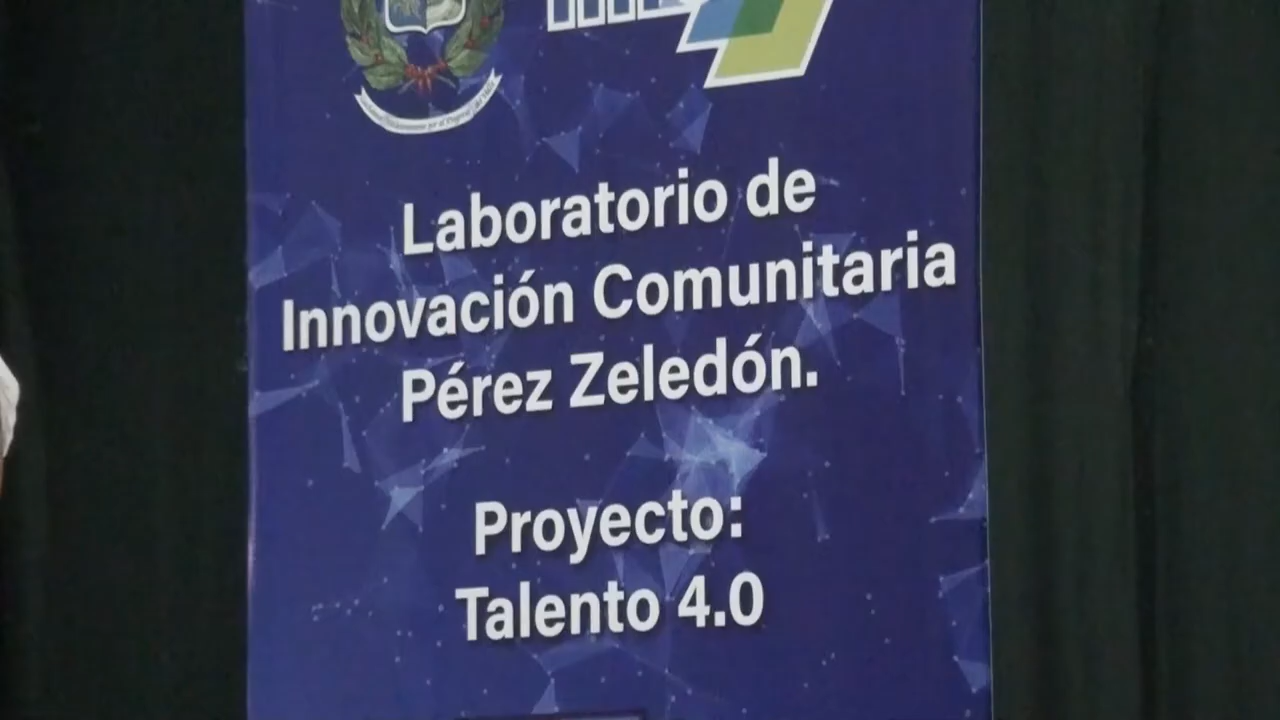 Laboratorio de
Innovación Comunitaria
Pérez Zeledón.
Proyecto:
Talento 4.0